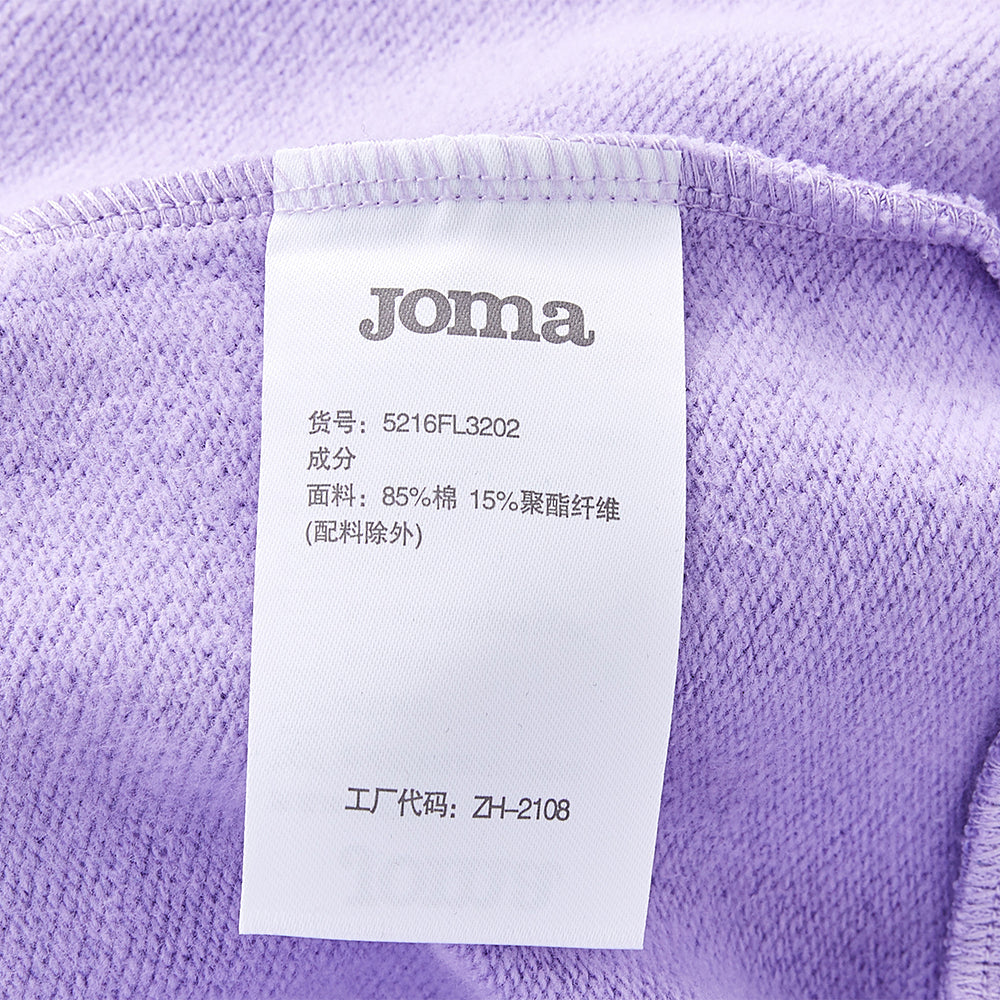 Joma
货号：5216FL3202
成分
面料：85%棉 15%聚酯纤维
(配料除外)
工厂代码：ZH-2108